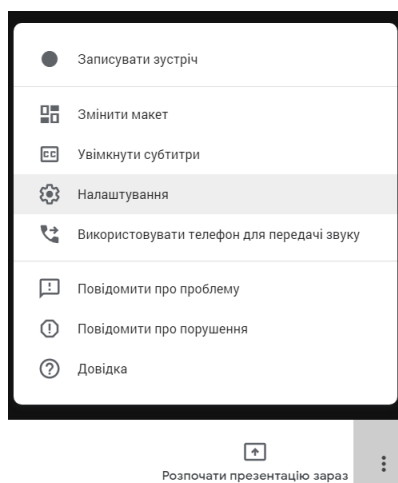 Записувати зустріч
Змінити макет
CC Увімкнути субтитри
Налаштування
Використовувати телефон для передачі звуку
Повідомити про проблему
Повідомити про порушення
Довідка
Розпочати презентацію зараз